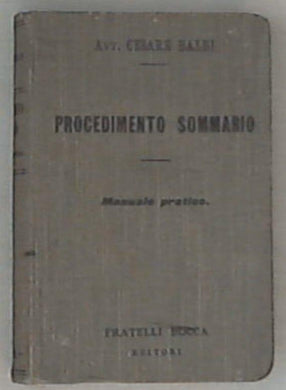 AVV. CESARE BALBI
PROCEDIMENTO SOMMARIO
Manuale pratico.
FRATELLI BOCCA
EDITORI